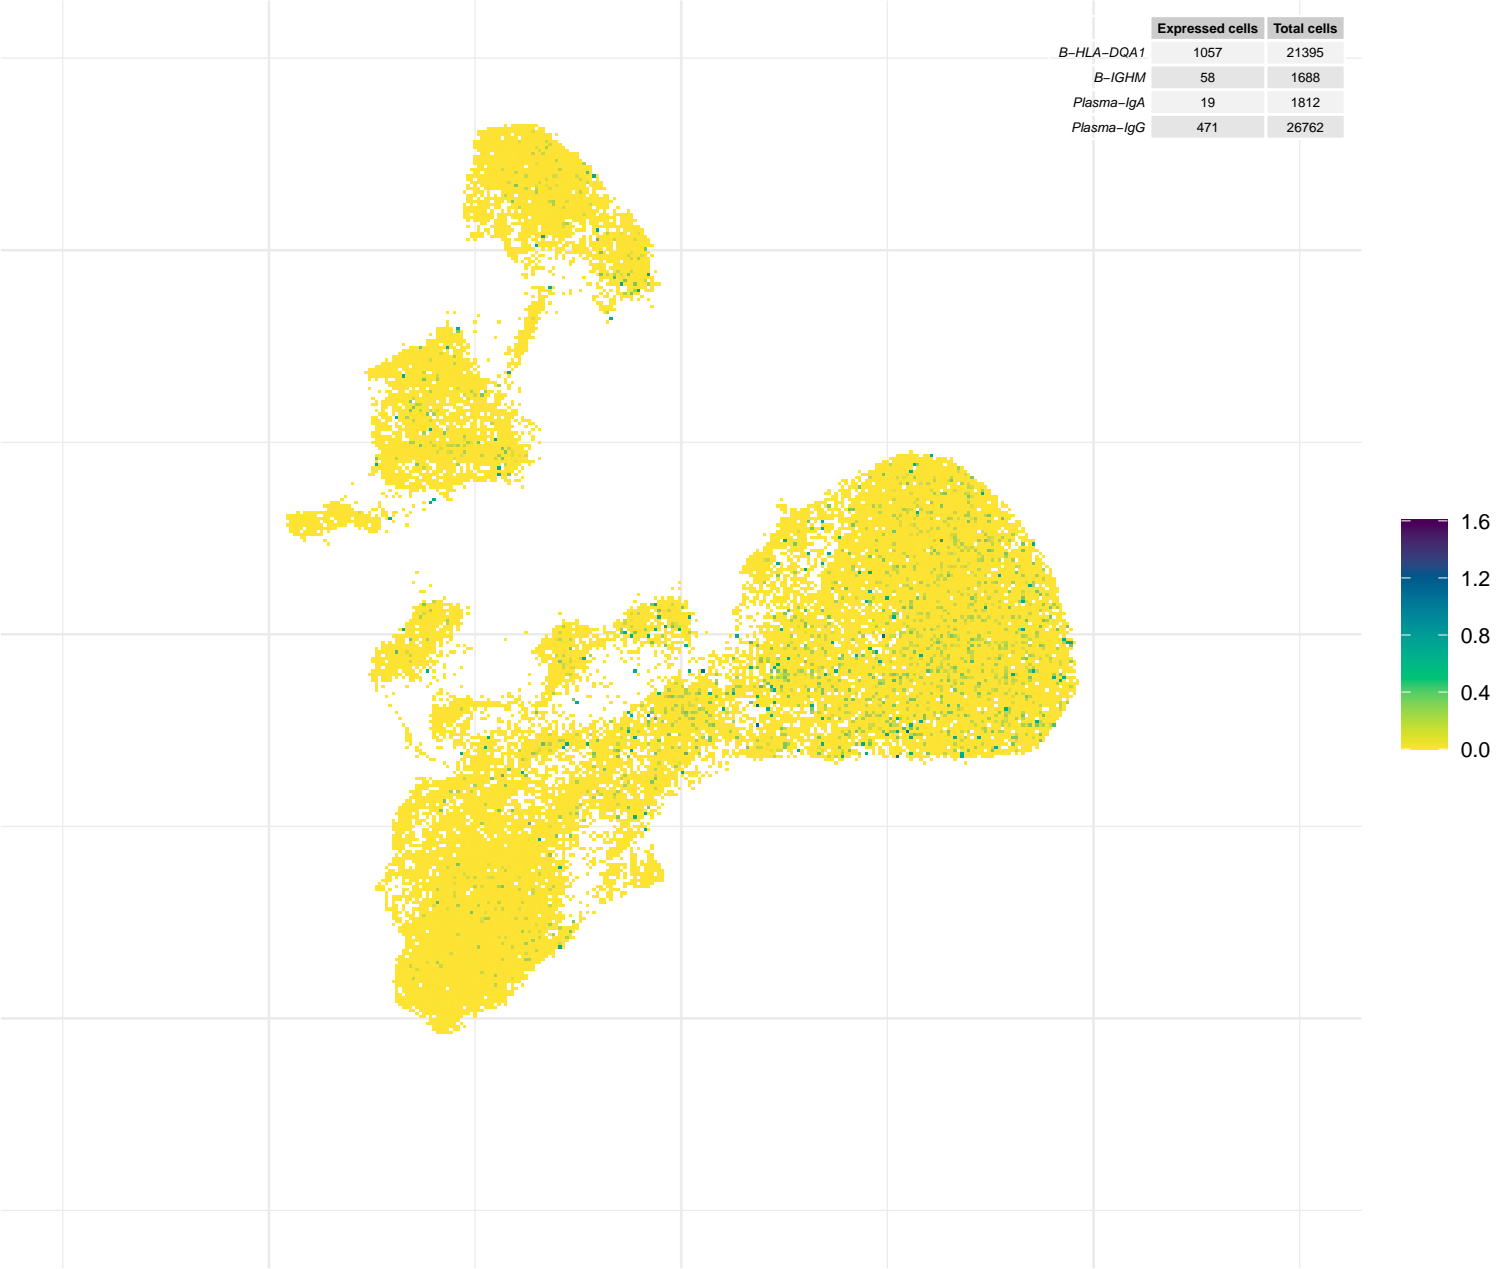 Expressed cells Total cells
B−HLA−DQA1 1057 21395
B−IGHM 58 1688
Plasma−IgA 19 1812
Plasma−IgG 471 26762
1.6
1.2
0.8
0.4
0.0